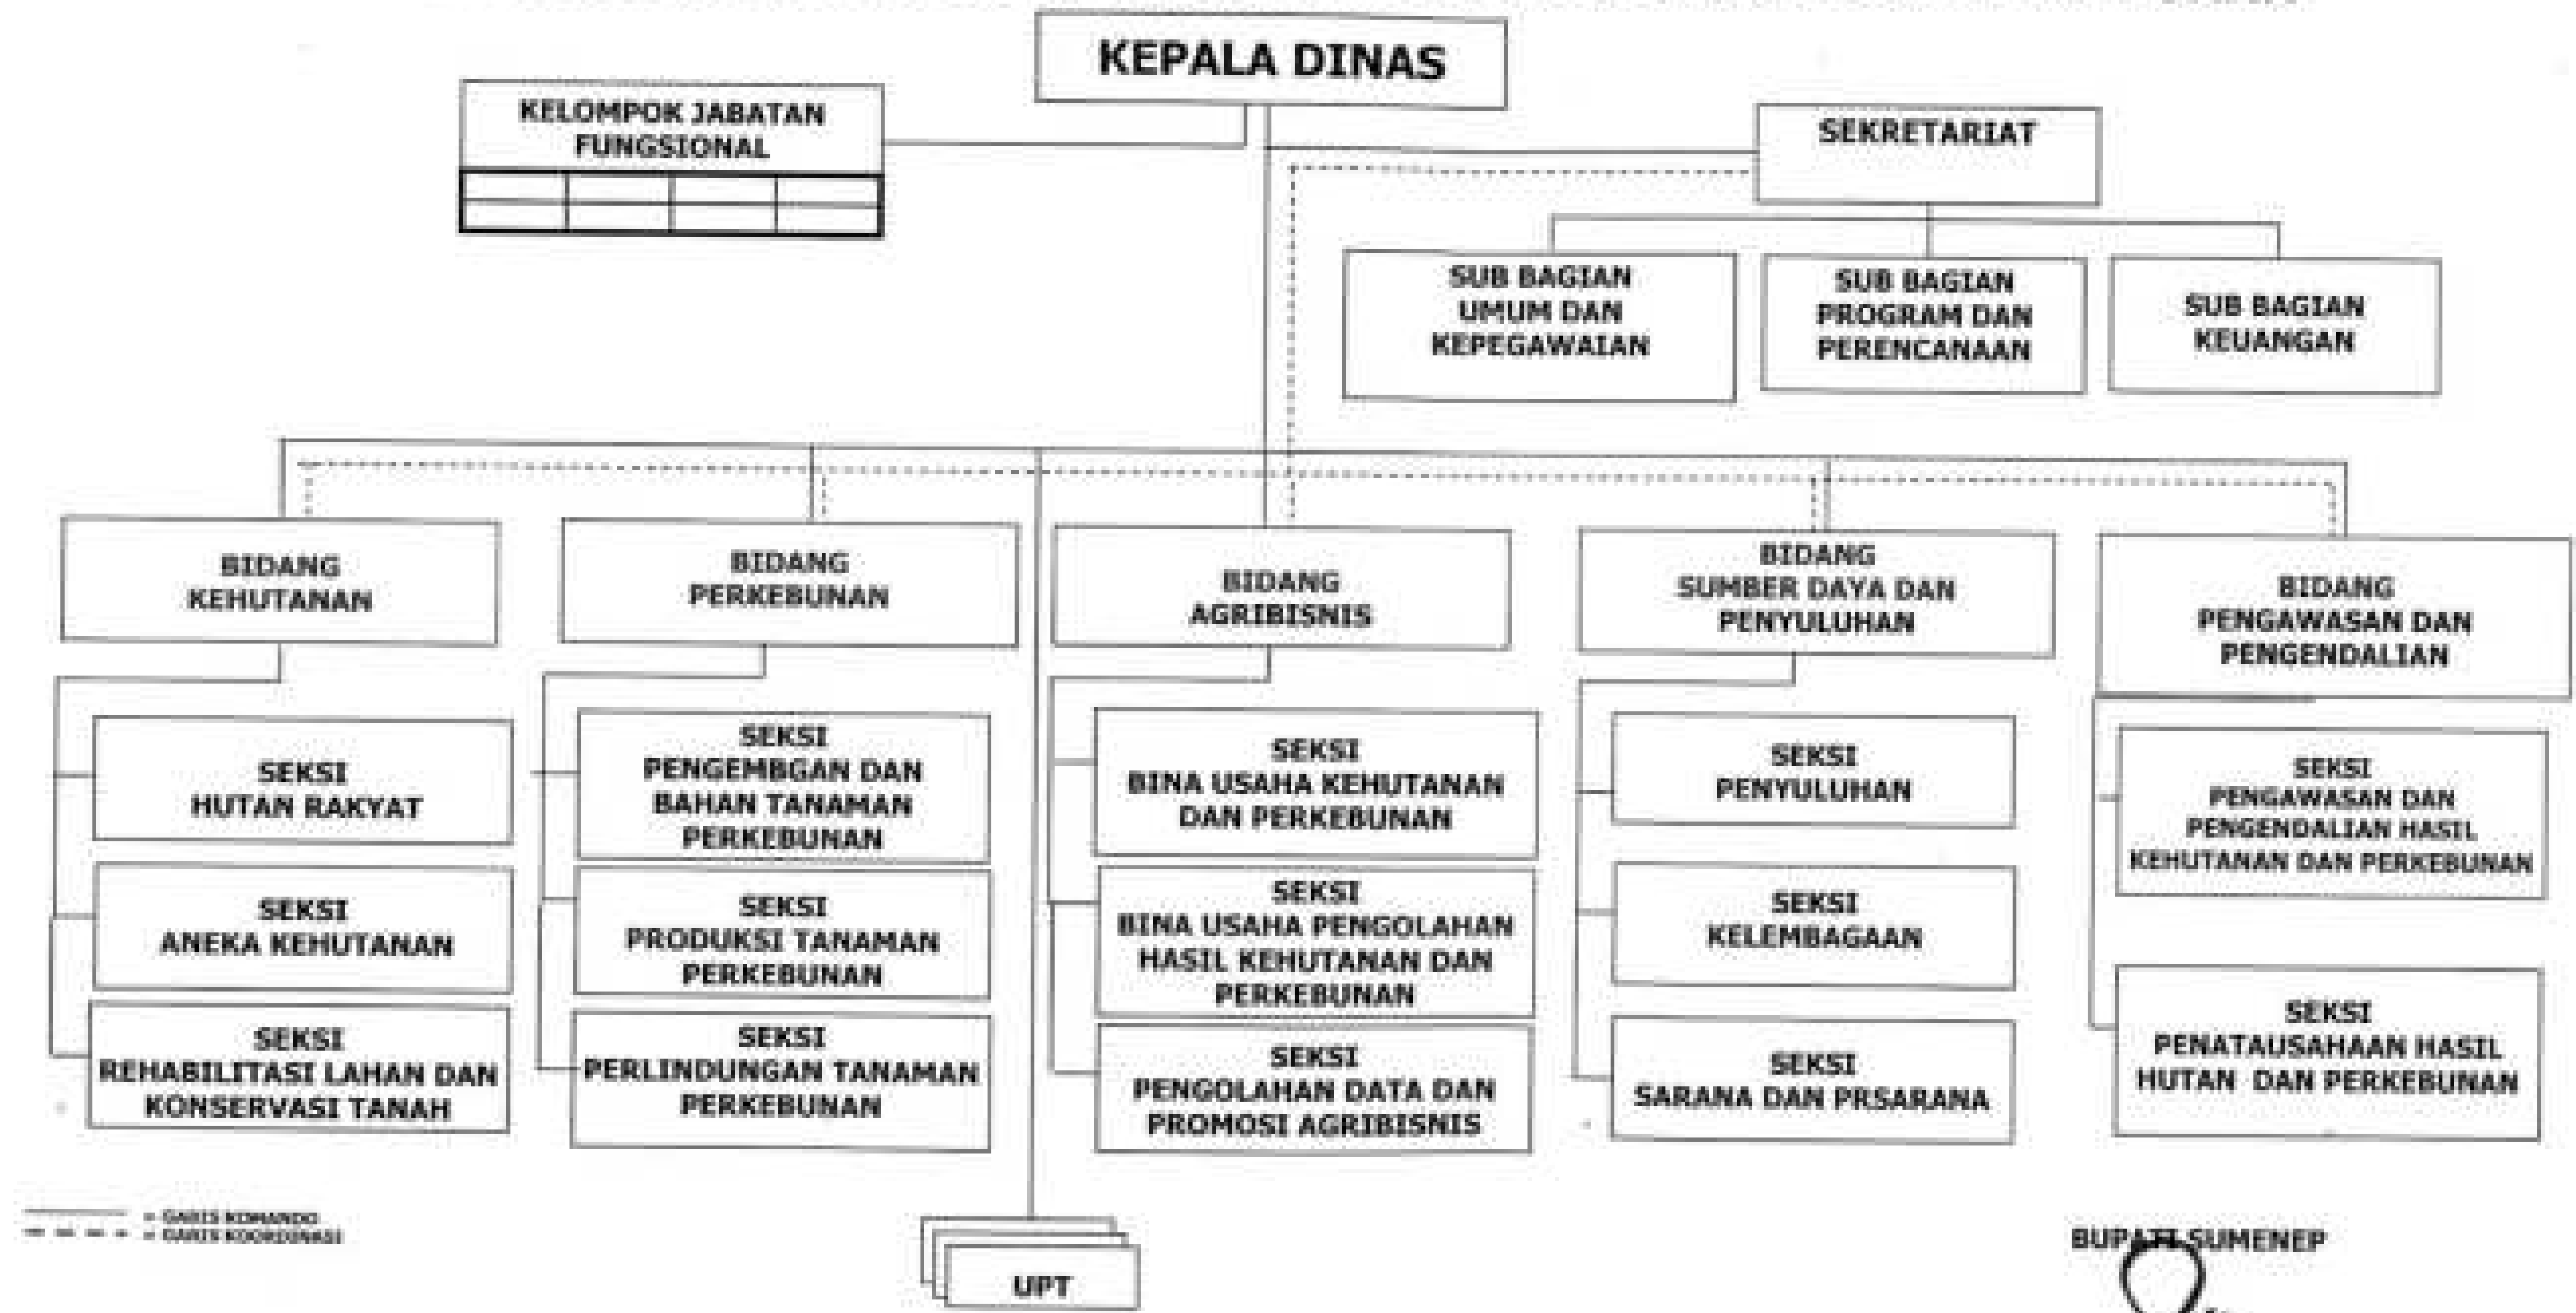 KEPALA DINAS
KELOMPOK JABATAN
FUNGSIONAL
SEKRETARIAT
SUB BAGIAN
UMUM DAN
KEPEGAWAIAN
SUB BAGIAN
PROGRAM DAN
PERENCANAAN
SUB BAGIAN
KEUANGAN
BIDANG
KEHUTANAN
BIDANG
PERKEBUNAN
BIDANG
AGRIBISNIS
BIDANG
SUMBER DAYA DAN
PENYULUHAN
BIDANG
PENGAWASAN DAN
PENGENDALIAN
SEKSI
HUTAN RAKYAT
SEKSI
ANEKA KEHUTANAN
SEKSI
REHABILITASI LAHAN DAN
KONSERVASI TANAH
SEKSI
PENGEMBGAN DAN
BAHAN TANAMAN
PERKEBUNAN
SEKSI
PRODUKSI TANAMAN
PERKEBUNAN
SEKSI
PERLINDUNGAN TANAMAN
PERKEBUNAN
SEKSI
BINA USAHA KEHUTANAN
DAN PERKEBUNAN
SEKSI
BINA USAHA PENGOLAHAN
HASIL KEHUTANAN DAN
PERKEBUNAN
SEKSI
PENGOLAHAN DATA DAN
PROMOSI AGRIBISNIS
SEKSI
PENYULUHAN
SEKSI
KELEMBAGAAN
SEKSI
SARANA DAN PRSARANA
SEKSI
PENGAWASAN DAN
PENGENDALIAN HASIL
KEHUTANAN DAN PERKEBUNAN
SEKSI
PENATAUSAHAAN HASIL
HUTAN DAN PERKEBUNAN
= GARIS KOMANDO
= GARIS KOORDINASI
UPT
BUPATI SUMENEP